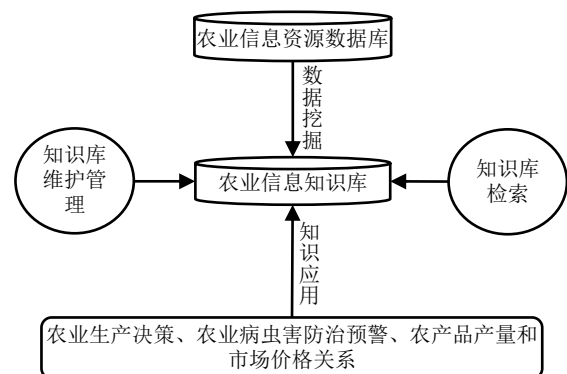 农业信息资源数据库
数据挖掘
知识库
维护管
理
农业信息知识库
知识库
检索
知识应用
农业生产决策、农业病虫害防治预警、农产品产量和
市场价格关系